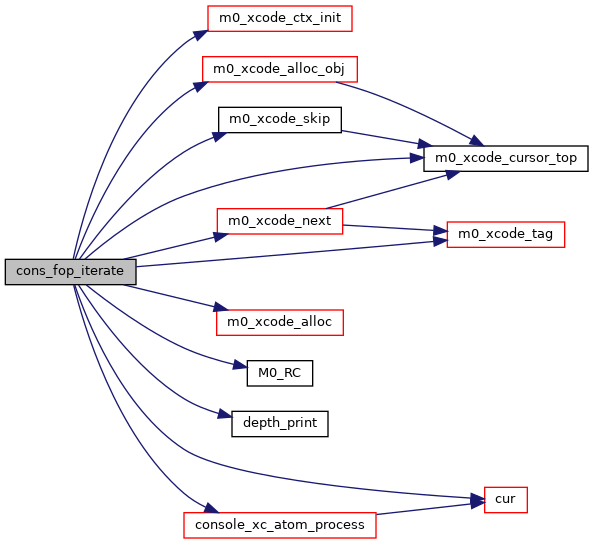 m0_xcode_ctx_init
m0_xcode_alloc_obj
m0_xcode_skip
m0_xcode_cursor_top
m0_xcode_next
m0_xcode_tag
cons_fop_iterate
m0_xcode_alloc
M0_RC
depth_print
cur
console_xc_atom_process